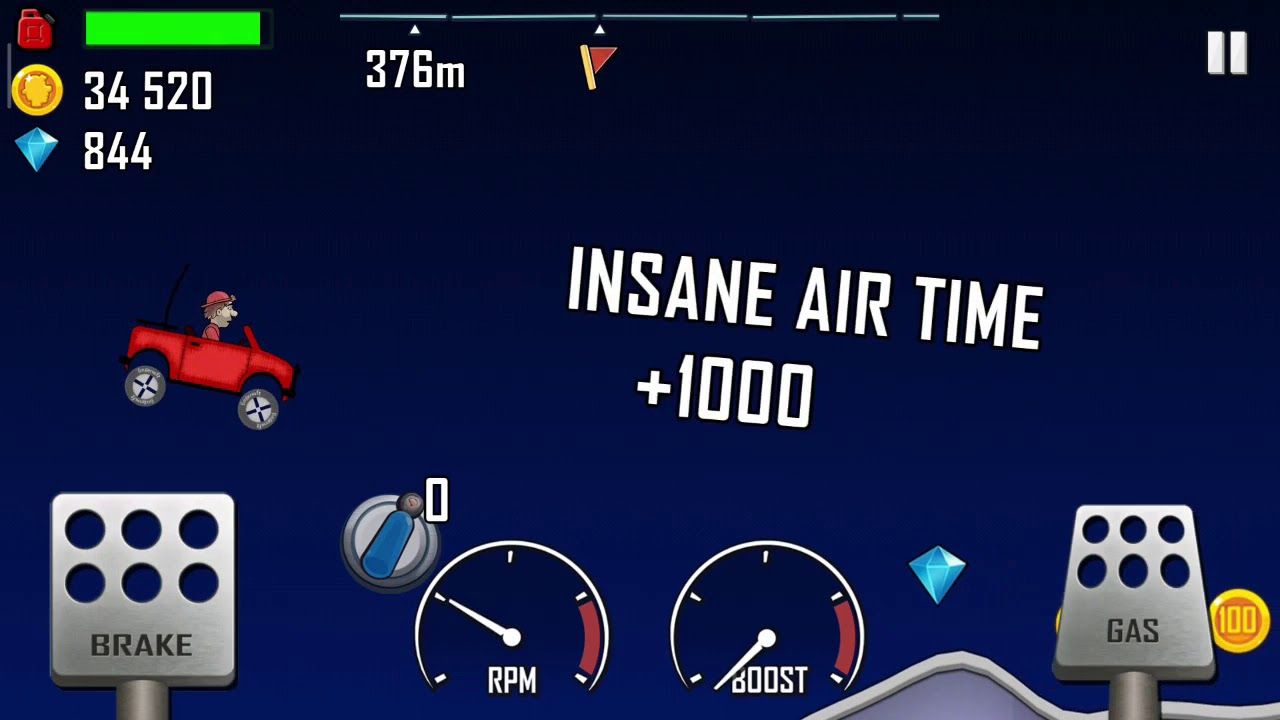 34 520
376m
844
INSANE AIR TIME
+1000
0
BRAKE
RPM
BOOST
GAS
100